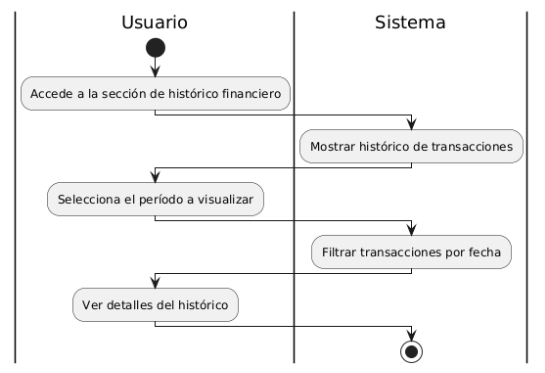 Usuario
Sistema
Accede a la sección de histórico financiero
Mostrar histórico de transacciones
Selecciona el período a visualizar
Filtrar transacciones por fecha
Ver detalles del histórico